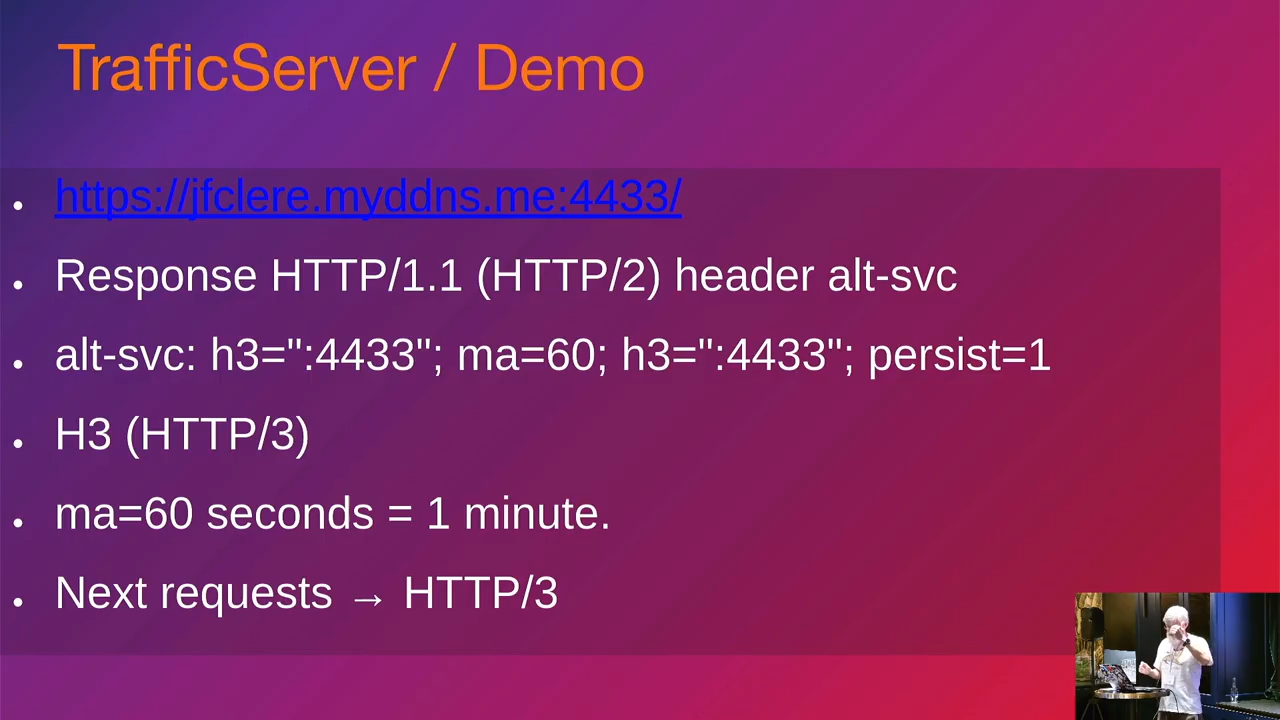 TrafficServer / Demo
https://jfclere.myddns.me:4433/
Response HTTP/1.1 (HTTP/2) header alt-svc
alt-svc: h3=":4433"; ma=60; h3=":4433"; persist=1
H3 (HTTP/3)
ma=60 seconds = 1 minute.
Next requests → HTTP/3